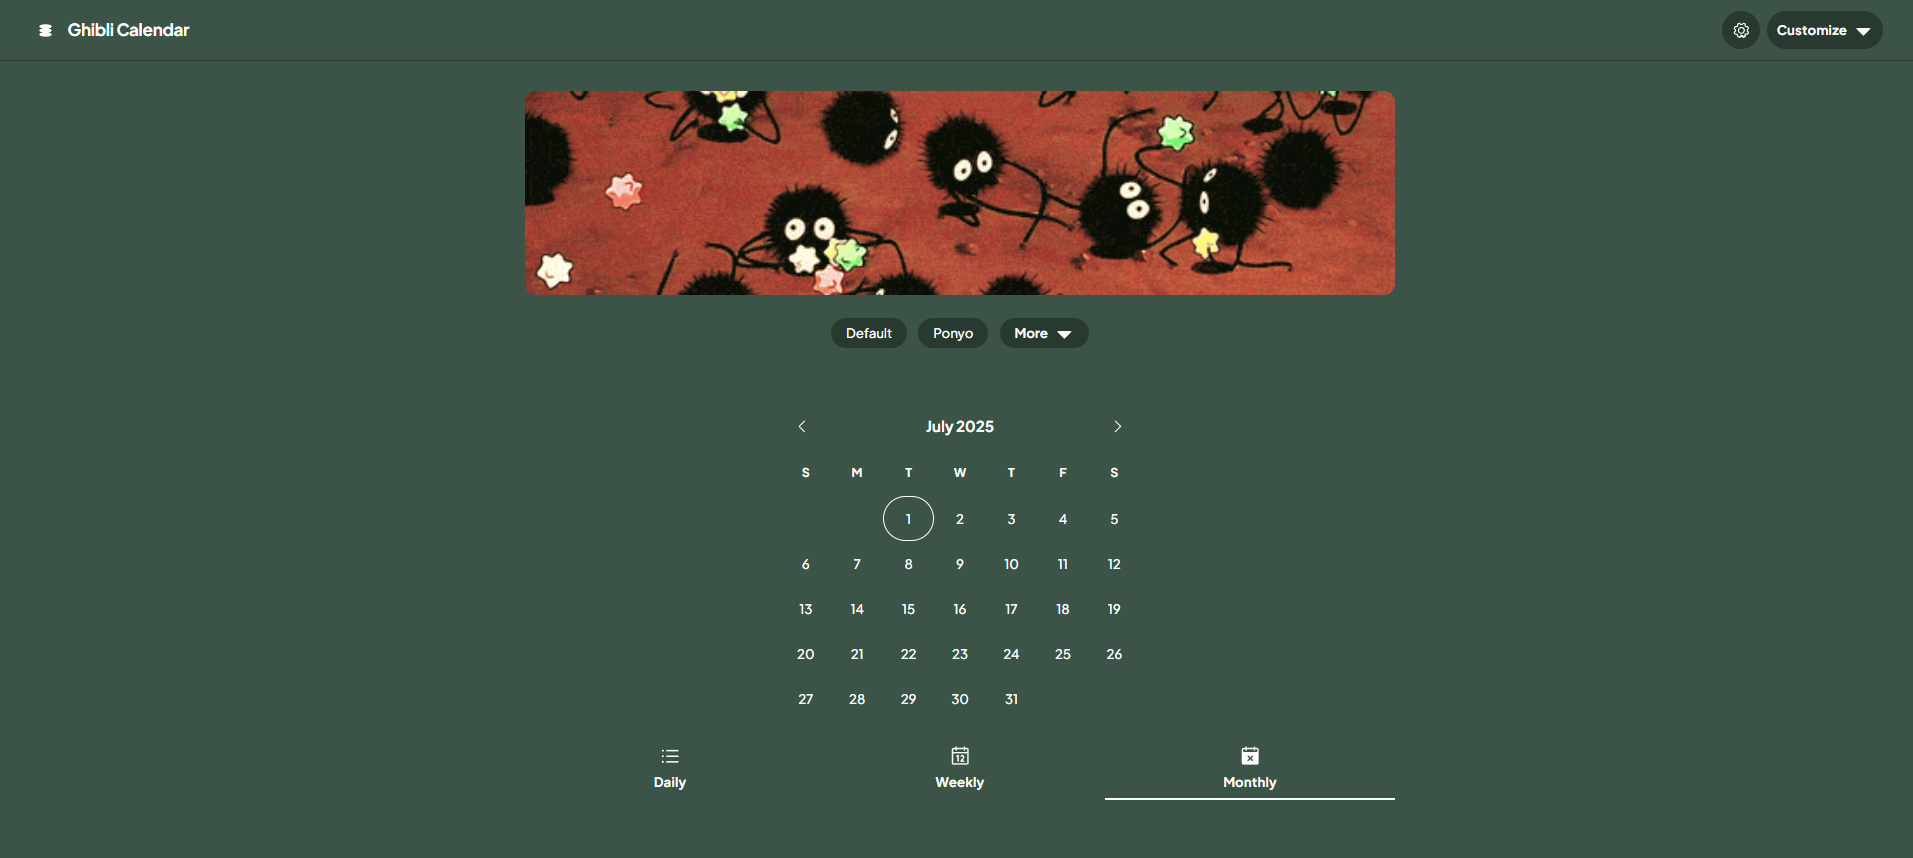 Ghibli Calendar
Customize
Default Ponyo More
July 2025
S M T W T F S
1 2 3 4 5
6 7 8 9 10 11 12
13 14 15 16 17 18 19
20 21 22 23 24 25 26
27 28 29 30 31
12
Daily Weekly Monthly